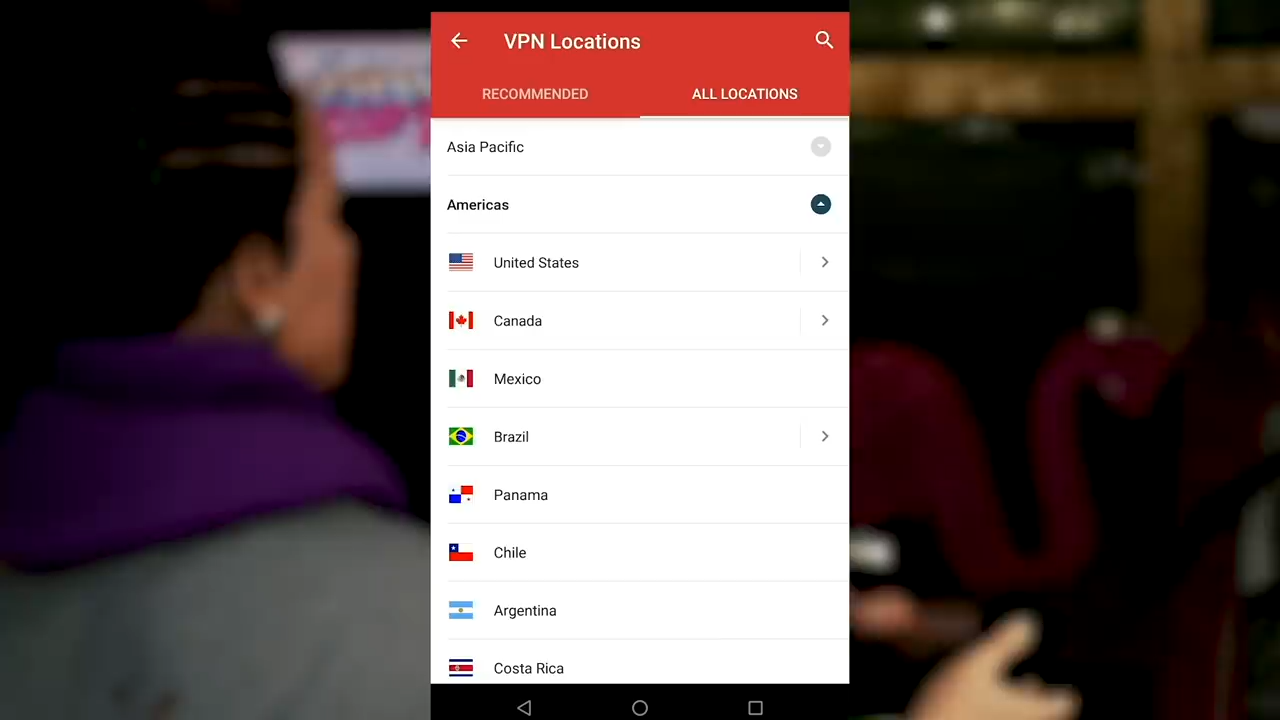 VPN Locations
RECOMMENDED
ALL LOCATIONS
Asia Pacific
Americas
United States
Canada
Mexico
Brazil
Panama
Chile
Argentina
Costa Rica